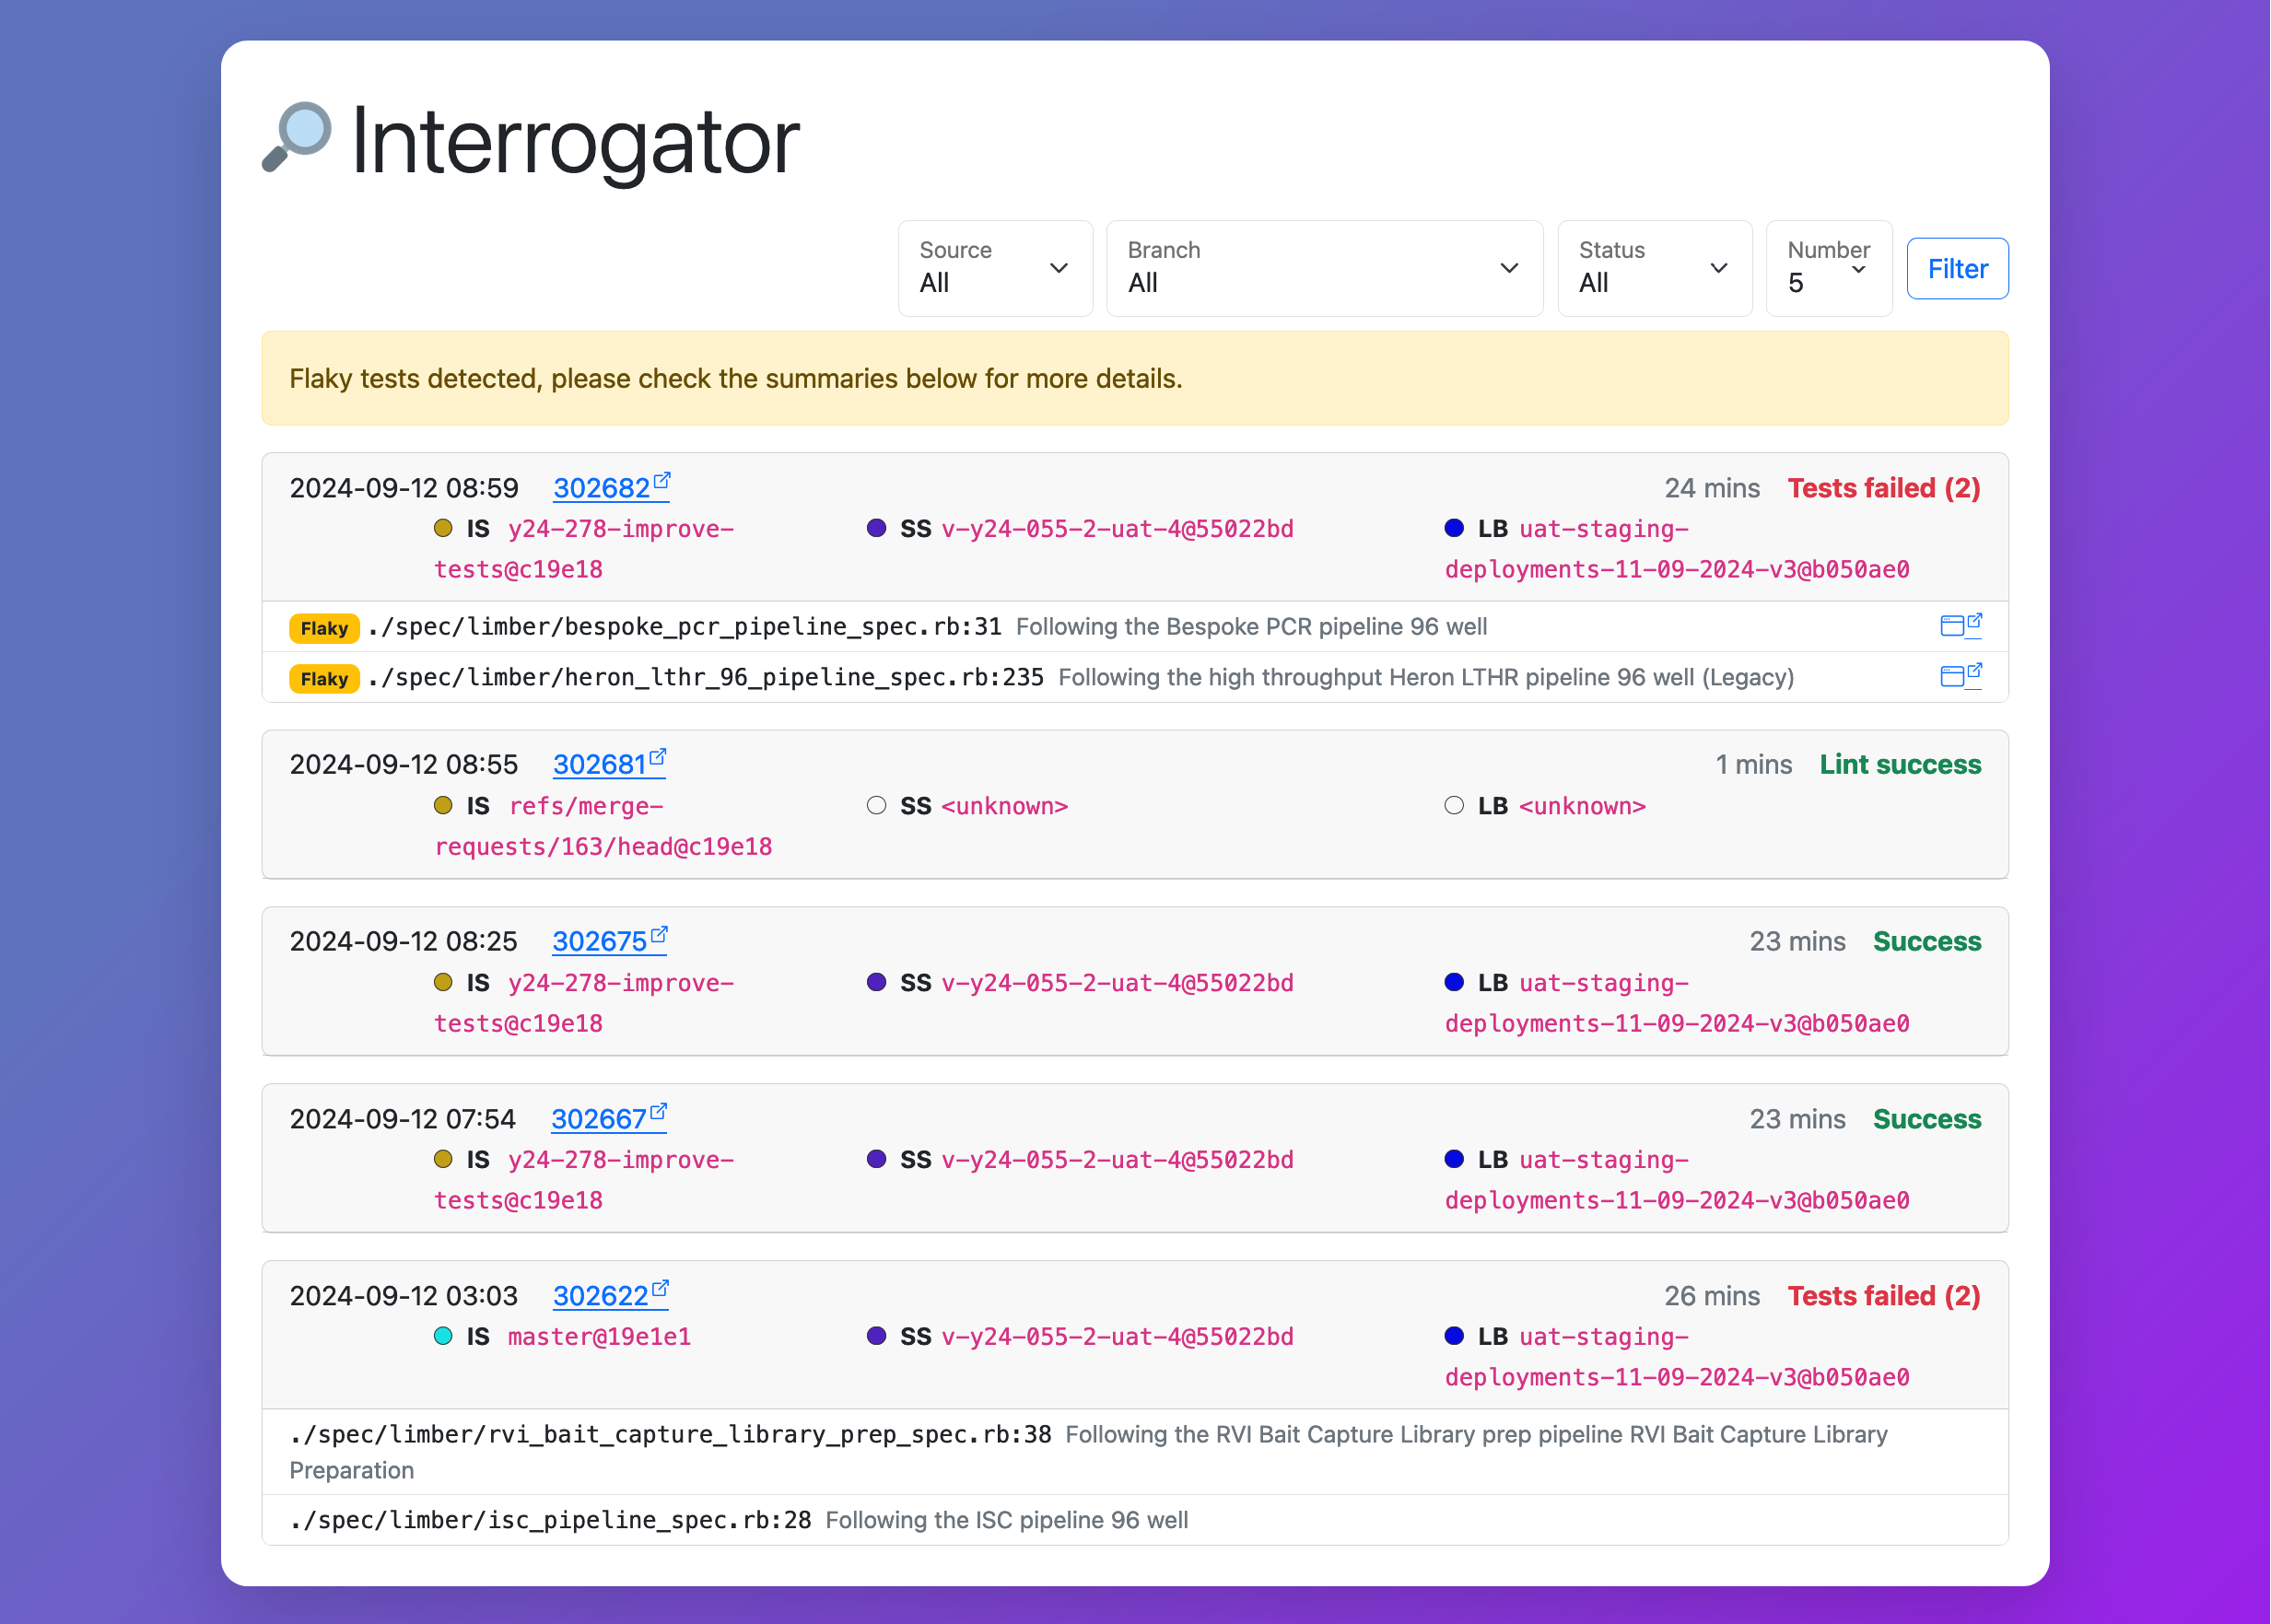 Interrogator
Source
All
Branch
All
Status
All
Number
5
Filter
Flaky tests detected, please check the summaries below for more details.
2024-09-12 08:59 302682 24 mins Tests failed (2)
IS y24-278-improve- SS v-y24-055-2-uat-4@55022bd LB uat-staging-
tests@c19e18 deployments-11-09-2024-v3@b050ae0
Flaky ./spec/limber/bespoke_pcr_pipeline_spec.rb:31 Following the Bespoke PCR pipeline 96 well
Flaky ./spec/limber/heron_lthr_96_pipeline_spec.rb:235 Following the high throughput Heron LTHR pipeline 96 well (Legacy)
2024-09-12 08:55 302681 1 mins Lint success
IS refs/merge- SS <unknown> LB <unknown>
requests/163/head@c19e18
2024-09-12 08:25 302675 23 mins Success
IS y24-278-improve- SS v-y24-055-2-uat-4@55022bd LB uat-staging-
tests@c19e18 deployments-11-09-2024-v3@b050ae0
2024-09-12 07:54 302667 23 mins Success
IS y24-278-improve- SS v-y24-055-2-uat-4@55022bd LB uat-staging-
tests@c19e18 deployments-11-09-2024-v3@b050ae0
2024-09-12 03:03 302622 26 mins Tests failed (2)
IS master@19e1e1 SS v-y24-055-2-uat-4@55022bd LB uat-staging-
deployments-11-09-2024-v3@b050ae0
./spec/limber/rvi_bait_capture_library_prep_spec.rb:38 Following the RVI Bait Capture Library prep pipeline RVI Bait Capture Library
Preparation
./spec/limber/isc_pipeline_spec.rb:28 Following the ISC pipeline 96 well